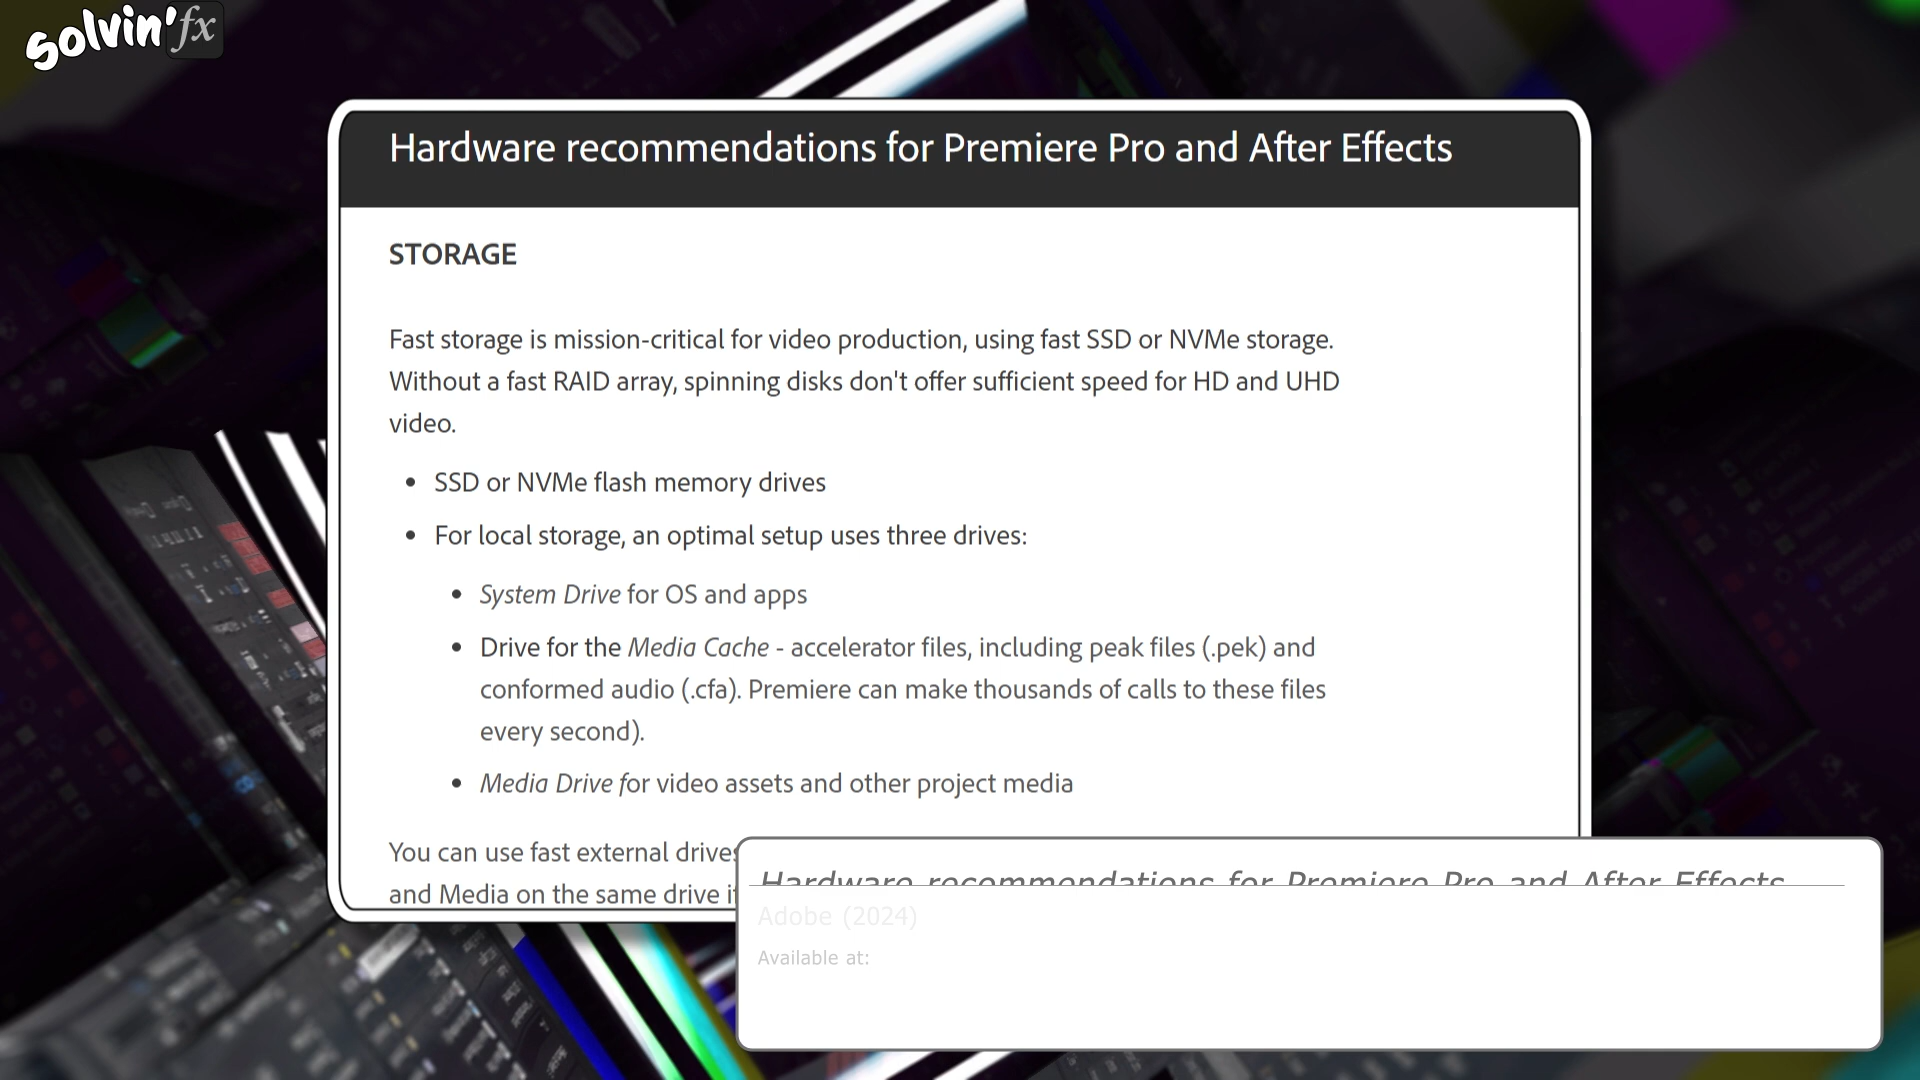 solvin'fx
Hardware recommendations for Premiere Pro and After Effects
STORAGE
Fast storage is mission-critical for video production, using fast SSD or NVMe storage.
Without a fast RAID array, spinning disks don't offer sufficient speed for HD and UHD
video.
• SSD or NVMe flash memory drives
• For local storage, an optimal setup uses three drives:
• System Drive for OS and apps
• Drive for the Media Cache - accelerator files, including peak files (.pek) and
conformed audio (.cfa). Premiere can make thousands of calls to these files
every second).
• Media Drive for video assets and other project media
You can use fast external drives
and Media on the same drive if
Hardware recommendations for Premiere Pro and After Effects
Adobe (2024)
Available at: